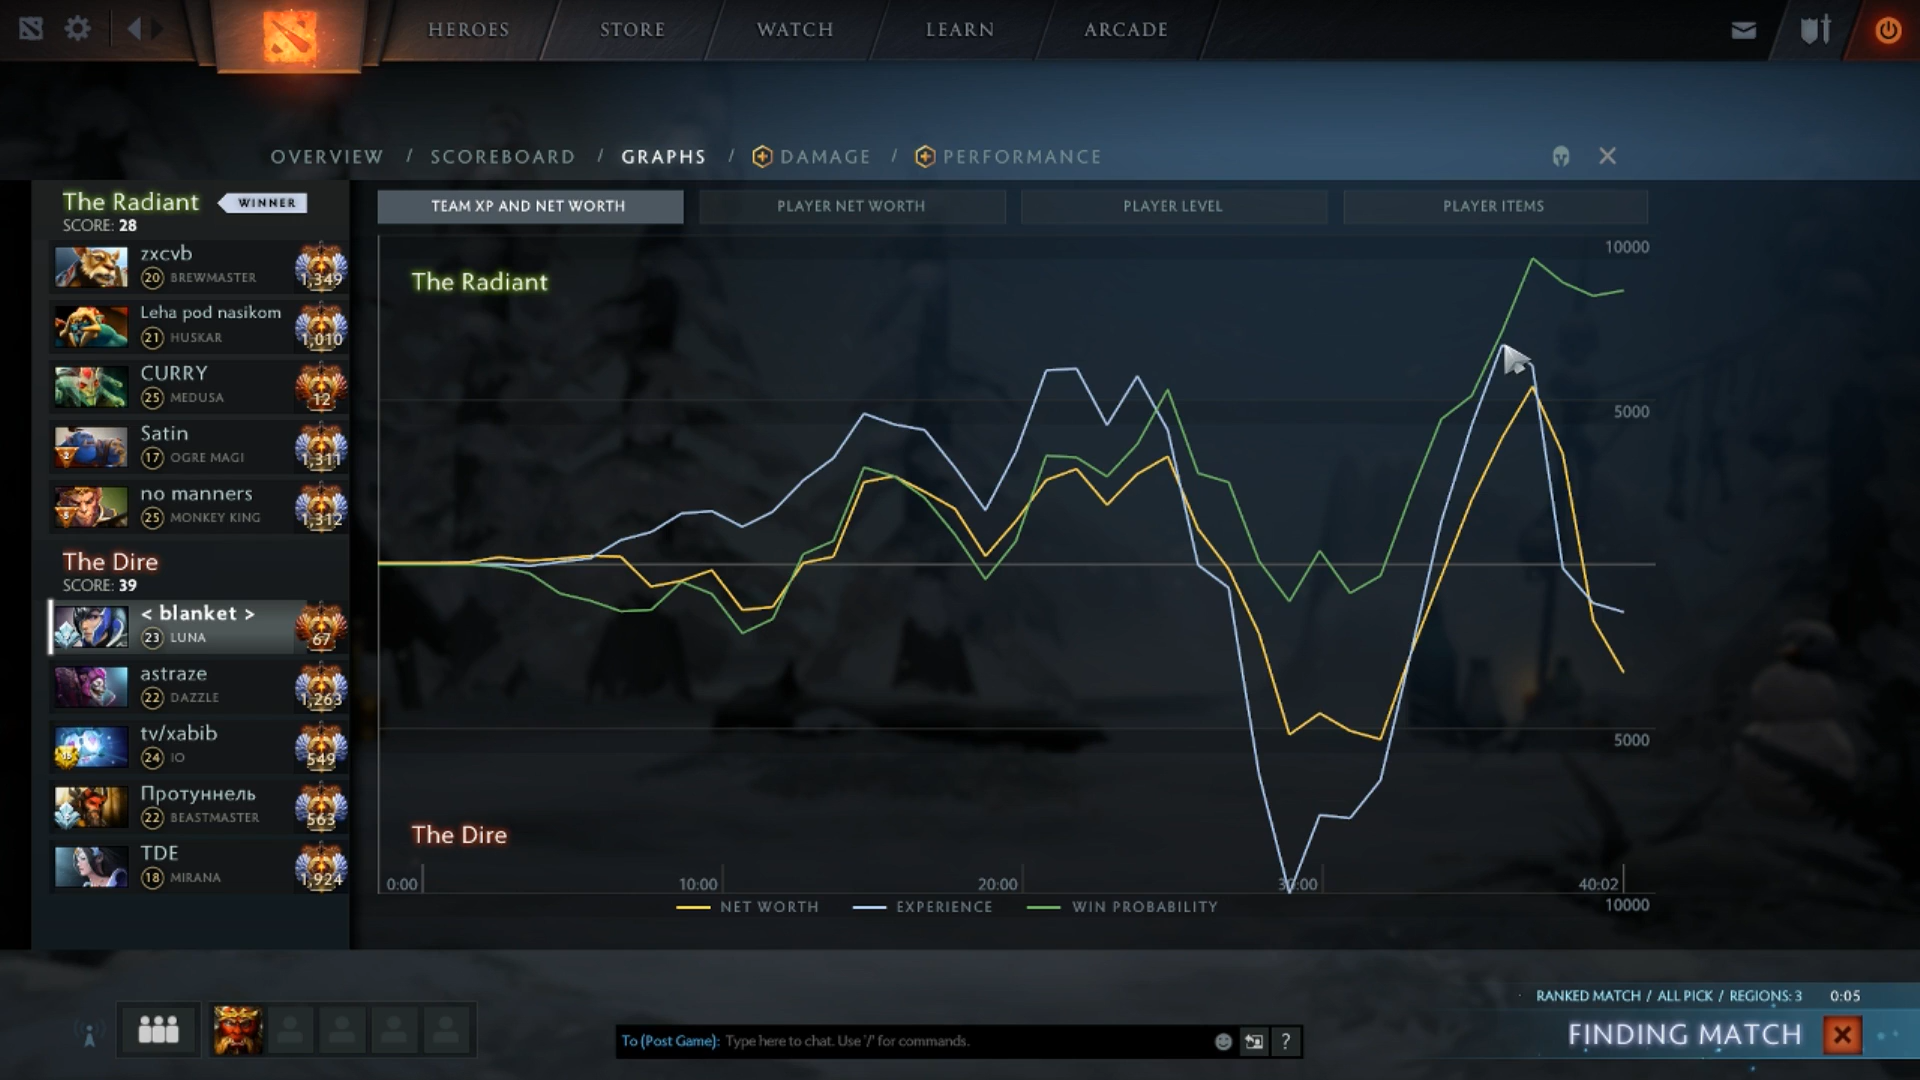 HEROES STORE WATCH LEARN ARCADE
OVERVIEW / SCOREBOARD / GRAPHS / DAMAGE / PERFORMANCE
The Radiant WINNER
SCORE: 28
zxcvb
20 BREWMASTER 1,349
Leha pod nasikom
21 HUSKAR 1,010
CURRY
25 MEDUSA 12
Satin
2 17 OGRE MAGI 1,311
no manners
5 25 MONKEY KING 1,312
The Dire
SCORE: 39
< blanket >
23 LUNA 67
astraze
22 DAZZLE 1,263
tv/xabib
24 IO 549
Протуннель
22 BEASTMASTER 563
TDE
18 MIRANA 1,924
TEAM XP AND NET WORTH PLAYER NET WORTH PLAYER LEVEL PLAYER ITEMS
10000
The Radiant
5000
5000
The Dire
0:00 10:00 20:00 30:00 40:02
10000
NET WORTH EXPERIENCE WIN PROBABILITY
RANKED MATCH / ALL PICK / REGIONS: 3 0:05
FINDING MATCH
To (Post Game): Type here to chat. Use '/' for commands.
?